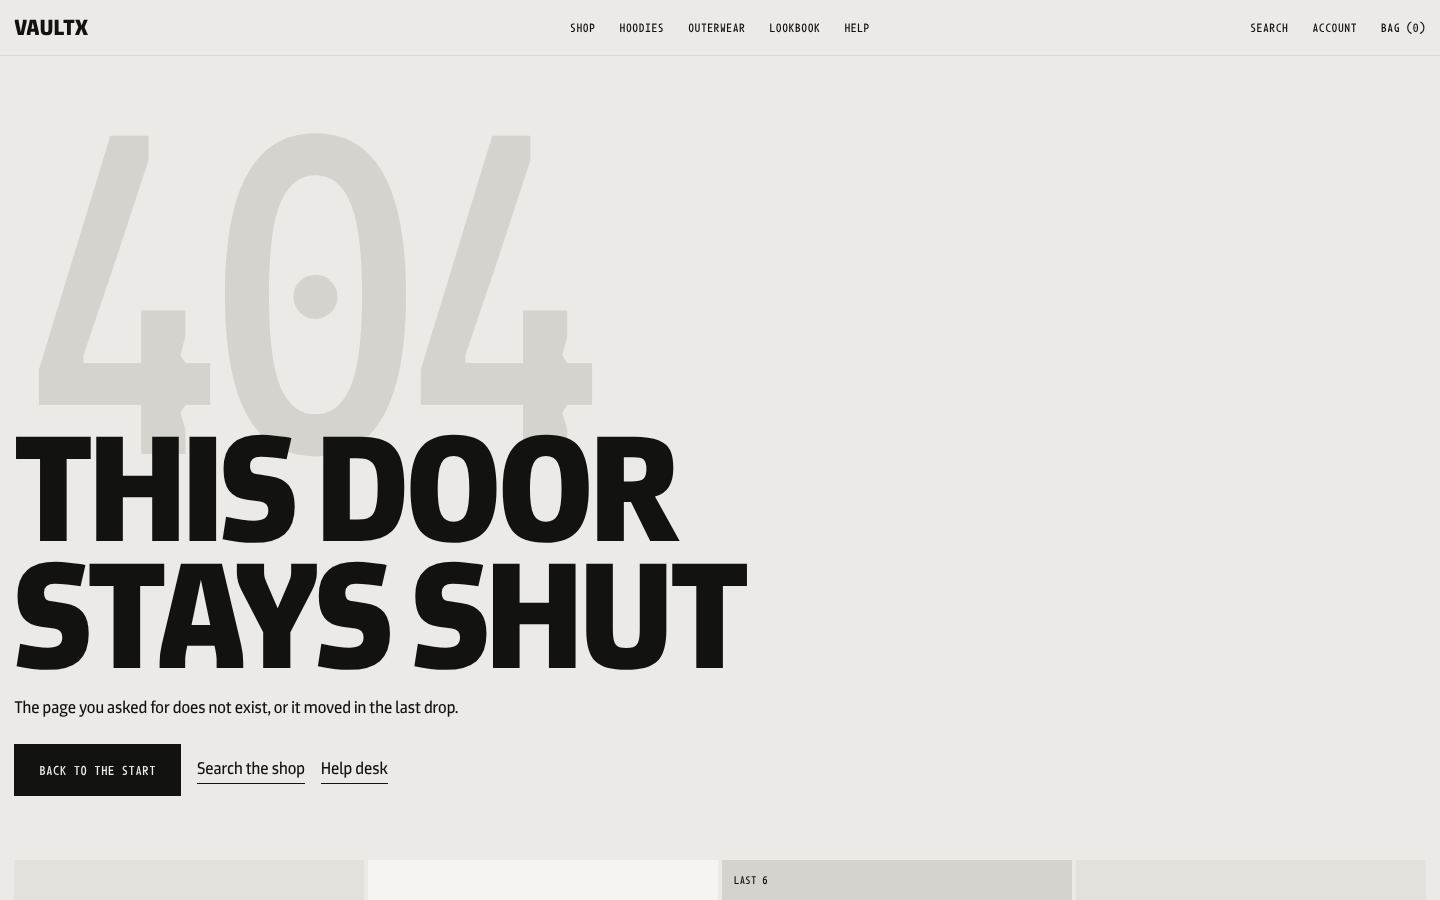 VAULTX
SHOP HOODIES OUTERWEAR LOOKBOOK HELP
SEARCH ACCOUNT BAG (0)
404
THIS DOOR
STAYS SHUT
The page you asked for does not exist, or it moved in the last drop.
BACK TO THE START
Search the shop
Help desk
LAST 6